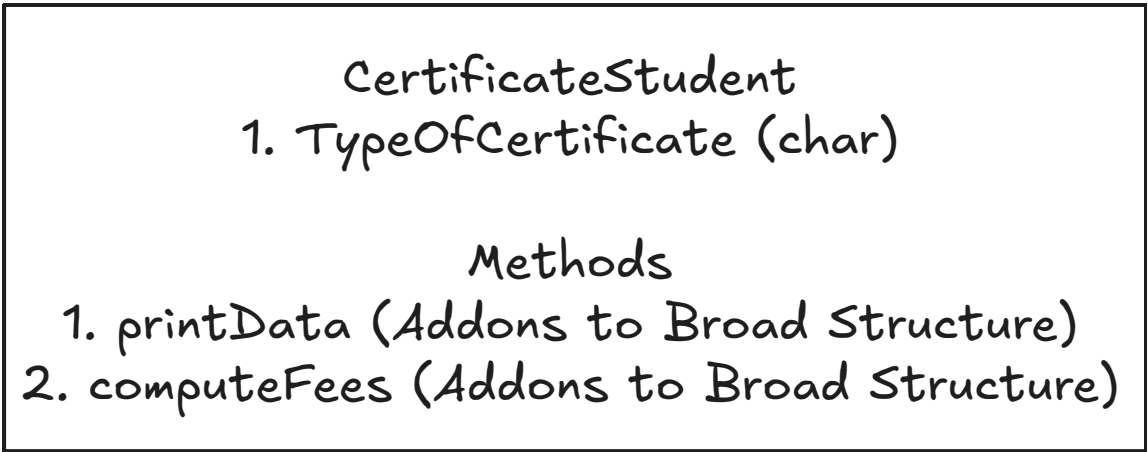 CertificateStudent
1. TypeOfCertificate (char)
Methods
1. printData (Addons to Broad Structure)
2. computeFees (Addons to Broad Structure)